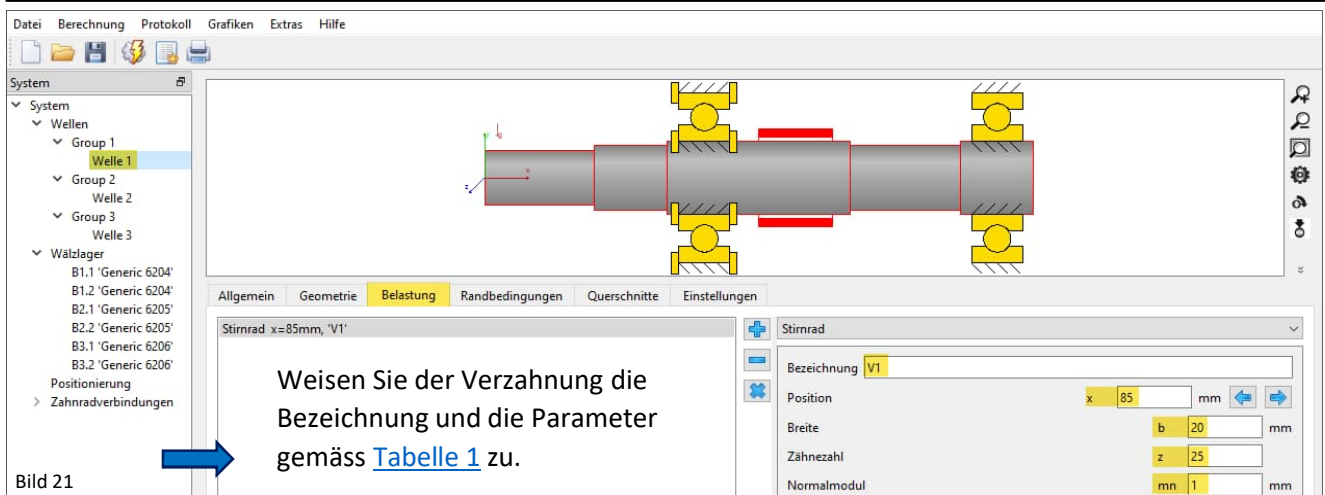 Datei Berechnung Protokoll Grafiken Extras Hilfe
System
System
Wellen
Group 1
Welle 1
Group 2
Welle 2
Group 3
Welle 3
Wälzlager
B1.1 'Generic 6204'
B1.2 'Generic 6204'
B2.1 'Generic 6205'
B2.2 'Generic 6205'
B3.1 'Generic 6206'
B3.2 'Generic 6206'
Positionierung
Zahnradverbindungen
Bild 21
y g
x
z
Allgemein Geometrie Belastung Randbedingungen Querschnitte Einstellungen
Stirnrad x=85mm, 'V1'
Weisen Sie der Verzahnung die
Bezeichnung und die Parameter
gemäss Tabelle 1 zu.
Stirnrad
Bezeichnung V1
Position x 85 mm
Breite b 20 mm
Zähnezahl z 25
Normalmodul mn 1 mm